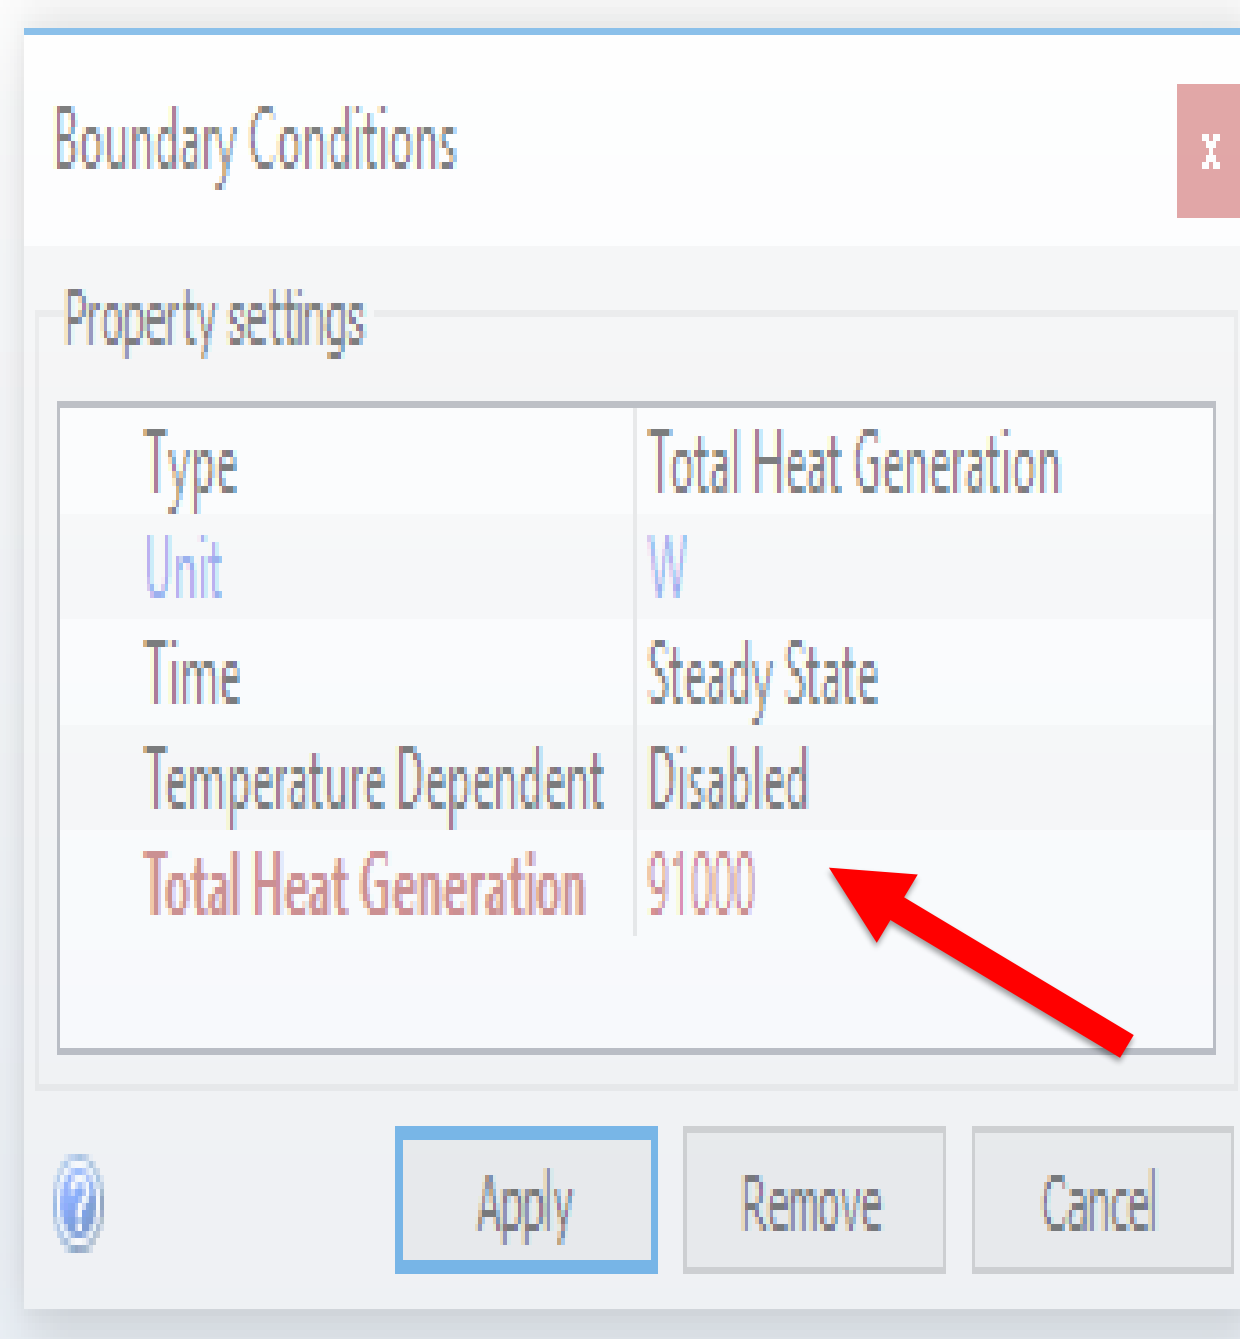 Boundary Conditions
x
Property settings
Type Total Heat Generation
Unit W
Time Steady State
Temperature Dependent Disabled
Total Heat Generation 91000
?
Apply Remove Cancel